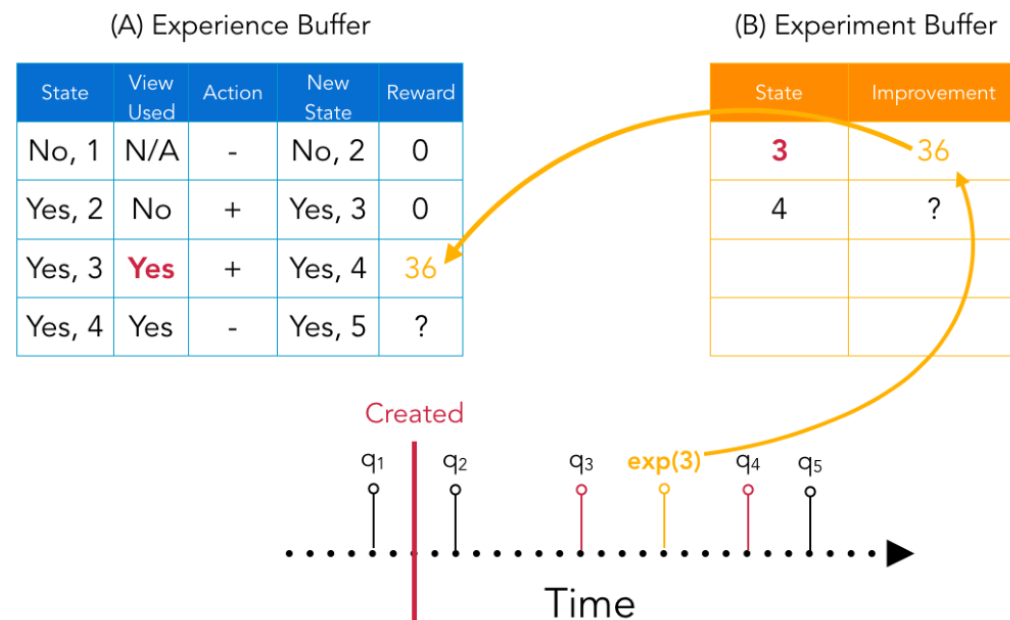 (A) Experience Buffer
(B) Experiment Buffer
State View Used Action New State Reward
No, 1 N/A - No, 2 0
Yes, 2 No + Yes, 3 0
Yes, 3 Yes + Yes, 4 36
Yes, 4 Yes - Yes, 5 ?
State Improvement
3 36
4 ?
Created
q1 q2 q3 exp(3) q4 q5
Time